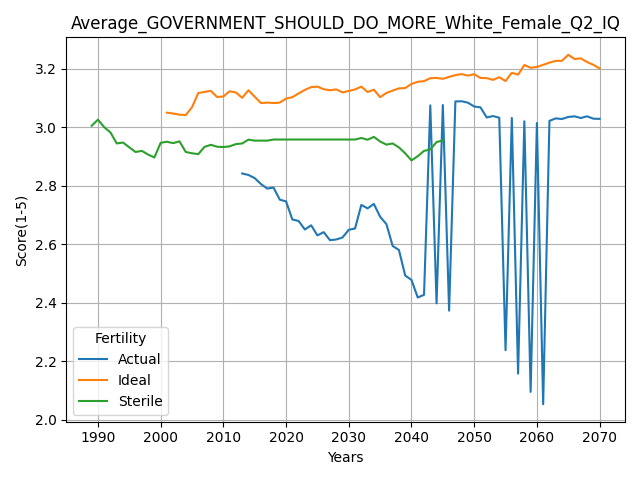 Average_GOVERNMENT_SHOULD_DO_MORE_White_Female_Q2_IQ
Score(1-5)
3.2
3.0
2.8
2.6
2.4
2.2
2.0
Fertility
Actual
Ideal
Sterile
1990 2000 2010 2020 2030 2040 2050 2060 2070
Years